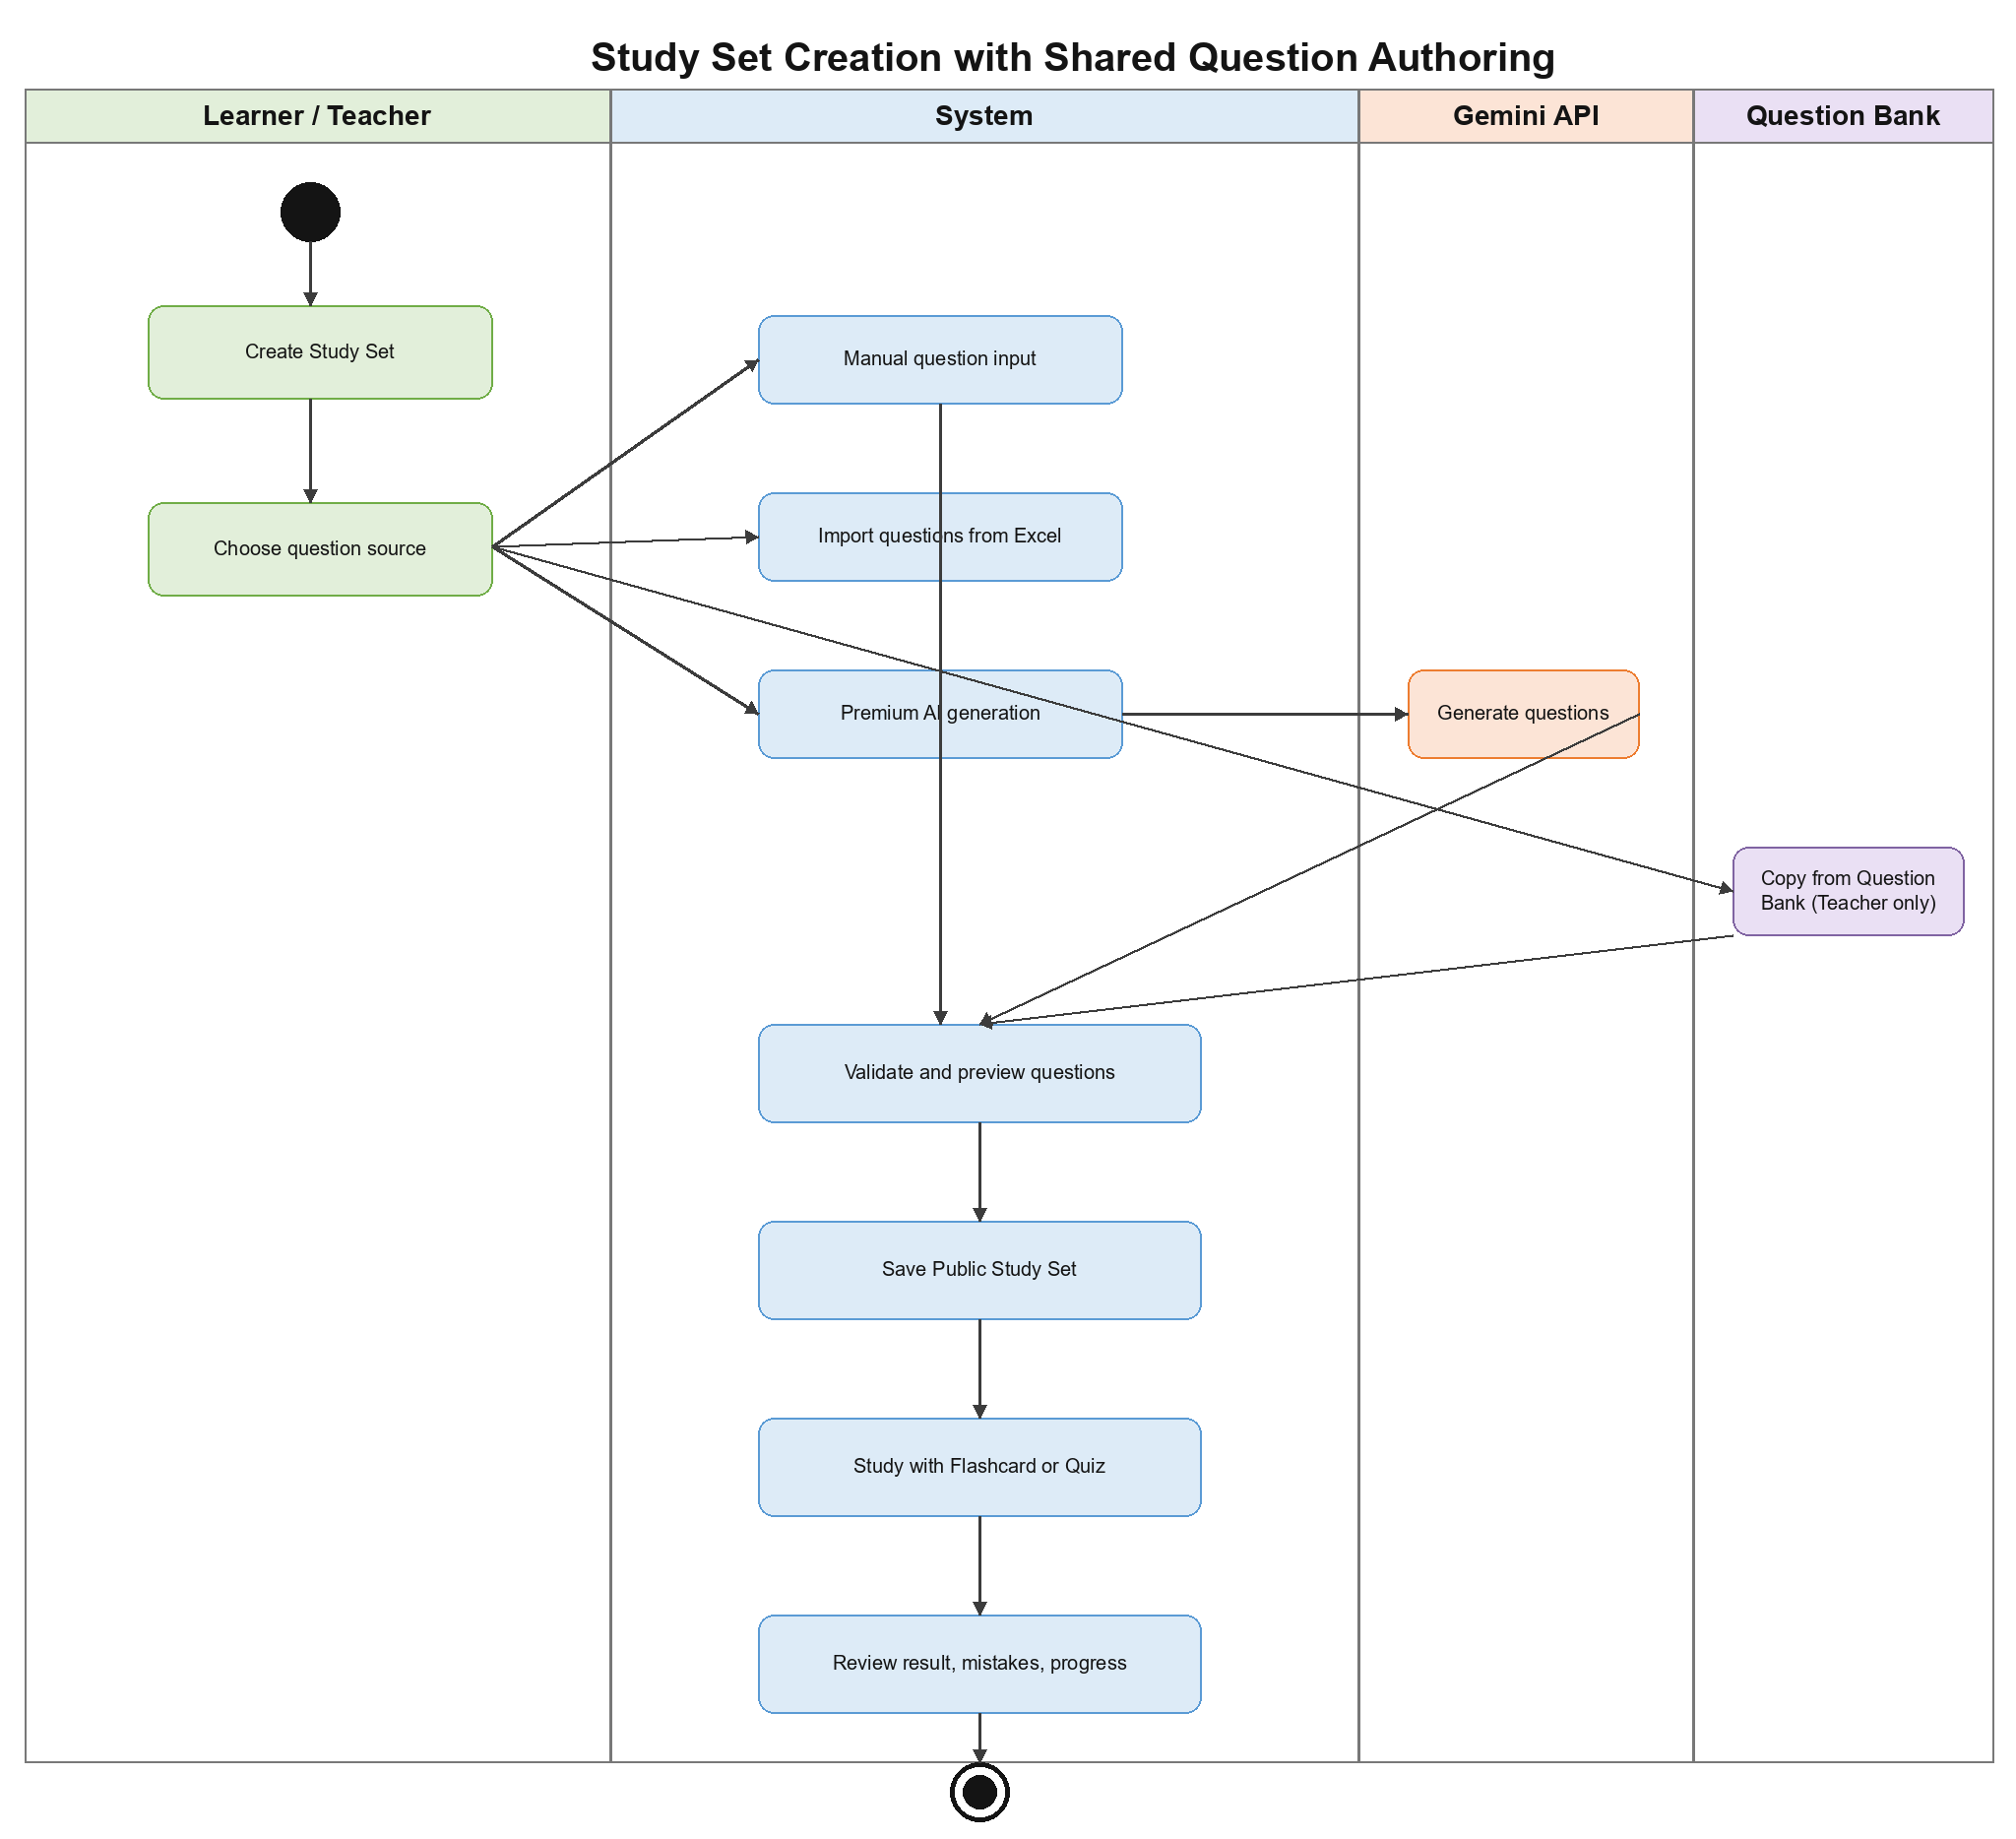 Study Set Creation with Shared Question Authoring
Learner / Teacher
System
Gemini API
Question Bank
Create Study Set
Manual question input
Choose question source
Import questions from Excel
Premium AI generation
Generate questions
Copy from Question
Bank (Teacher only)
Validate and preview questions
Save Public Study Set
Study with Flashcard or Quiz
Review result, mistakes, progress